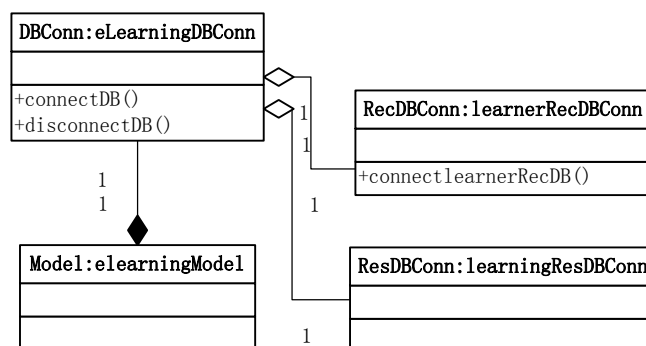 DBConn:eLearningDBConn
+connectDB()
+disconnectDB()
1
1
RecDBConn:learnerRecDBConn
+connectlearnerRecDB()
1
1
1
Model:elearningModel
ResDBConn:learningResDBConn
1